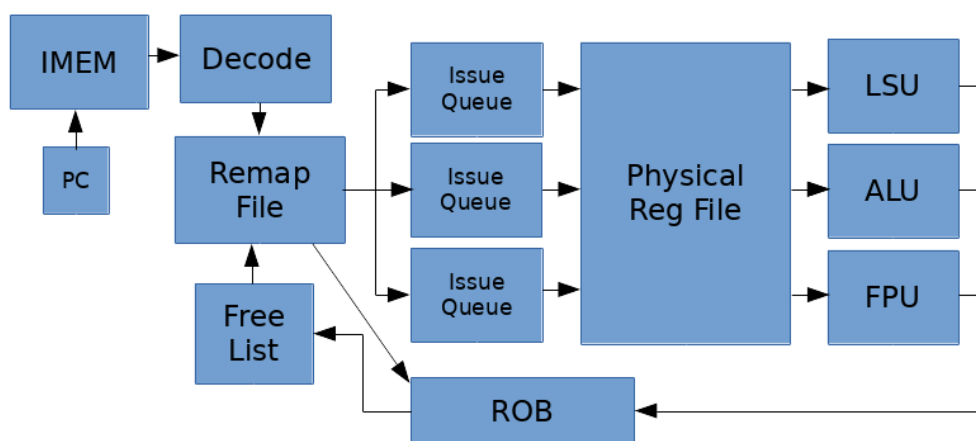 IMEM
Decode
PC
Remap
File
Free
List
Issue
Queue
Issue
Queue
Issue
Queue
Physical
Reg File
LSU
ALU
FPU
ROB